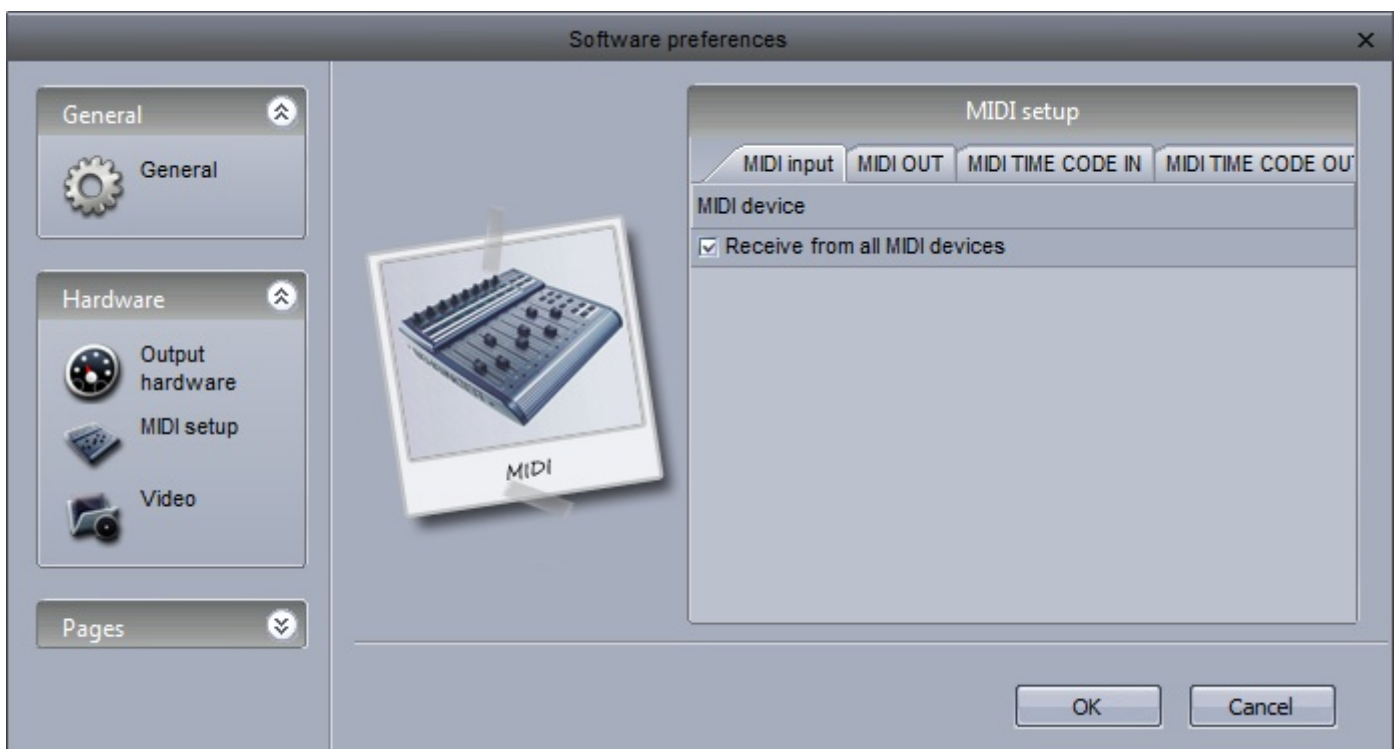 Software preferences
General
General
Hardware
Output
hardware
MIDI setup
Video
Pages
MIDI
MIDI setup
MIDI input
MIDI OUT
MIDI TIME CODE IN
MIDI TIME CODE OU
MIDI device
Receive from all MIDI devices
OK
Cancel